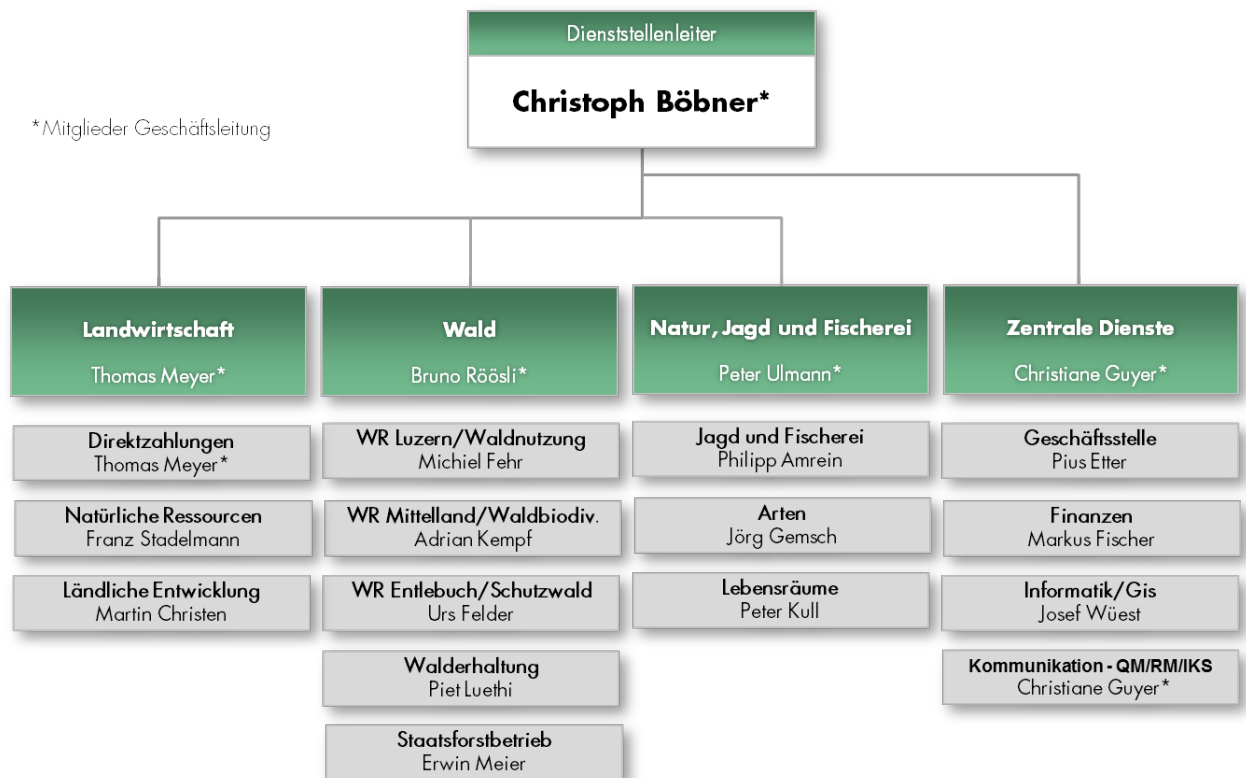 Dienststellenleiter
Christoph Böbner*
*Mitglieder Geschäftsleitung
Landwirtschaft
Thomas Meyer*
Direktzahlungen
Thomas Meyer*
Natürliche Ressourcen
Franz Stadelmann
Ländliche Entwicklung
Martin Christen
Wald
Bruno Röösli*
WR Luzern/Waldnutzung
Michiel Fehr
WR Mittelland/Waldbiodiv.
Adrian Kempf
WR Entlebuch/Schutzwald
Urs Felder
Walderhaltung
Piet Luethi
Staatsforstbetrieb
Erwin Meier
Natur, Jagd und Fischerei
Peter Ulmann*
Jagd und Fischerei
Philipp Amrein
Arten
Jörg Gemsch
Lebensräume
Peter Kull
Zentrale Dienste
Christiane Guyer*
Geschäftsstelle
Pius Etter
Finanzen
Markus Fischer
Informatik/Gis
Josef Wüest
Kommunikation - QM/RM/IKS
Christiane Guyer*